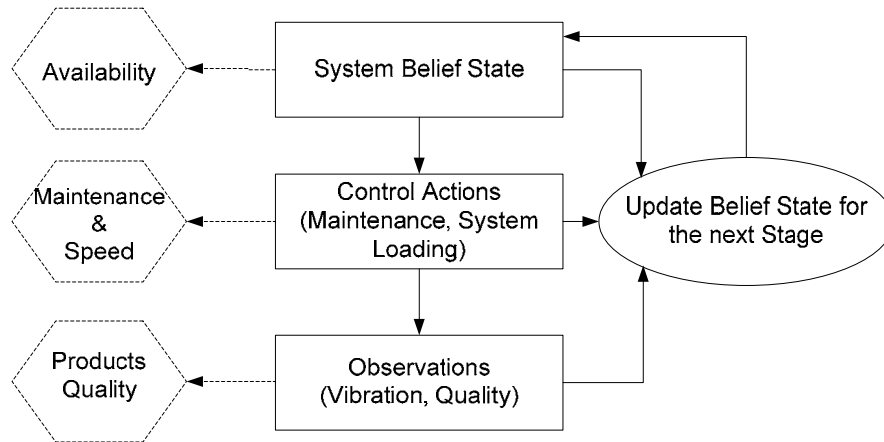 Availability
System Belief State
Maintenance
&
Speed
Control Actions
(Maintenance, System
Loading)
Update Belief State for
the next Stage
Products
Quality
Observations
(Vibration, Quality)